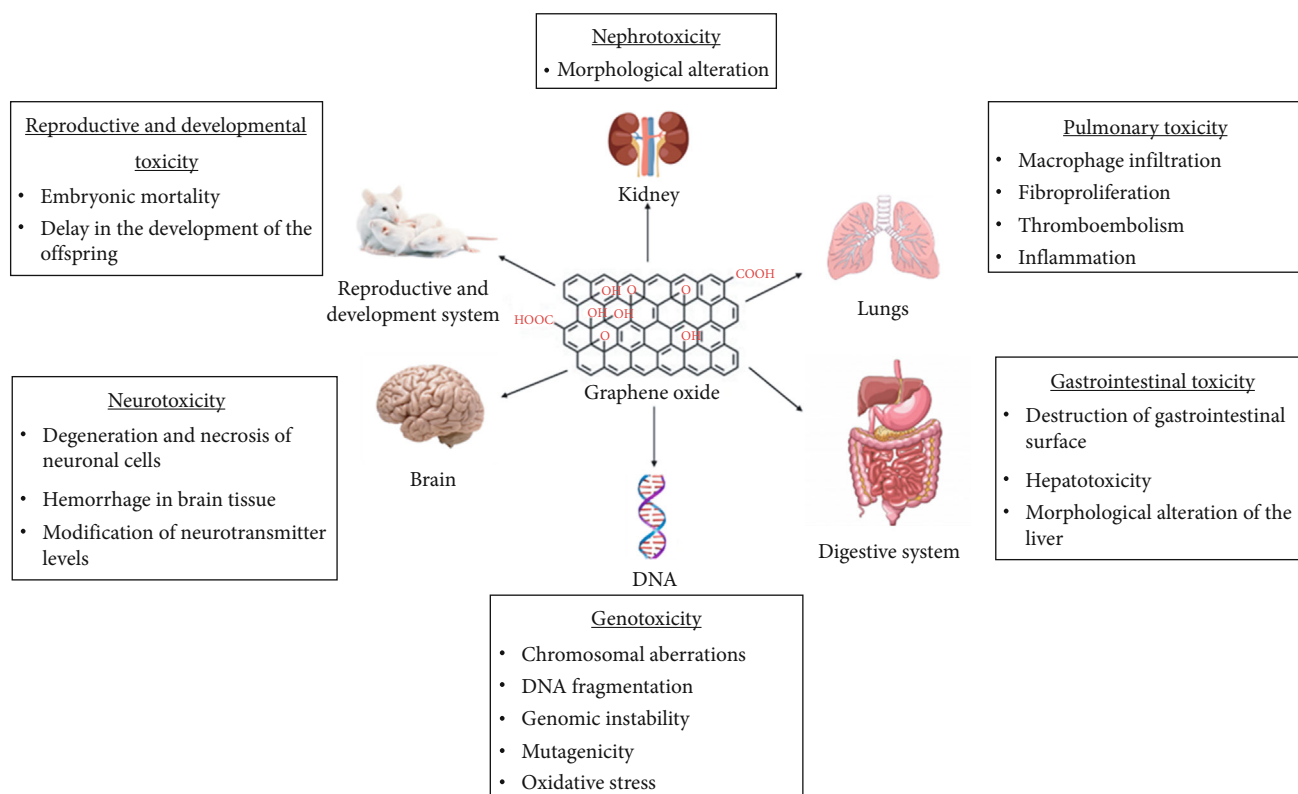 Nephrotoxicity
• Morphological alteration
Kidney
Reproductive and developmental
toxicity
• Embryonic mortality
• Delay in the development of the
offspring
Reproductive and
development system
Pulmonary toxicity
• Macrophage infiltration
• Fibroproliferation
• Thromboembolism
• Inflammation
Lungs
COOH
OH
O
O
OH
OH
HOOC
O
OH
Graphene oxide
Neurotoxicity
• Degeneration and necrosis of
neuronal cells
• Hemorrhage in brain tissue
• Modification of neurotransmitter
levels
Brain
Gastrointestinal toxicity
• Destruction of gastrointestinal
surface
• Hepatotoxicity
• Morphological alteration of the
liver
Digestive system
DNA
Genotoxicity
• Chromosomal aberrations
• DNA fragmentation
• Genomic instability
• Mutagenicity
• Oxidative stress